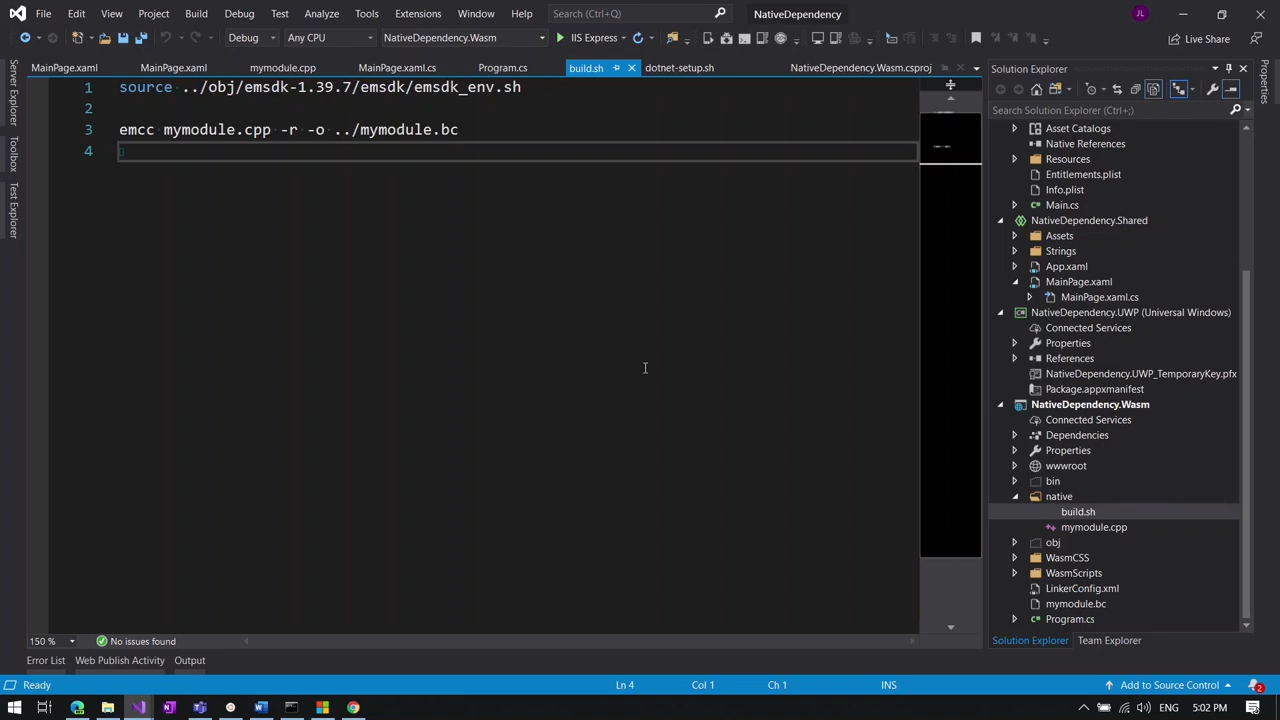 File Edit View Project Build Debug Test Analyze Tools Extensions Window Help Search (Ctrl+Q) NativeDependency JL
Debug Any CPU NativeDependency.Wasm IIS Express Live Share
MainPage.xaml MainPage.xaml mymodule.cpp MainPage.xaml.cs Program.cs build.sh dotnet-setup.sh NativeDependency.Wasm.csproj
Server Explorer
Toolbox
Test Explorer
1 source ../obj/emsdk-1.39.7/emsdk/emsdk_env.sh
2
3 emcc mymodule.cpp -r -o ../mymodule.bc
4
Solution Explorer
Search Solution Explorer (Ctrl+;)
Asset Catalogs
Native References
Resources
Entitlements.plist
Info.plist
Main.cs
NativeDependency.Shared
Assets
Strings
App.xaml
MainPage.xaml
MainPage.xaml.cs
NativeDependency.UWP (Universal Windows)
Connected Services
Properties
References
NativeDependency.UWP_TemporaryKey.pfx
Package.appxmanifest
NativeDependency.Wasm
Connected Services
Dependencies
Properties
wwwroot
bin
native
build.sh
mymodule.cpp
obj
WasmCSS
WasmScripts
LinkerConfig.xml
mymodule.bc
Program.cs
Solution Explorer Team Explorer
Properties
150 % No issues found
Error List Web Publish Activity Output
Ready Ln 4 Col 1 Ch 1 INS Add to Source Control 2
ENG 5:02 PM